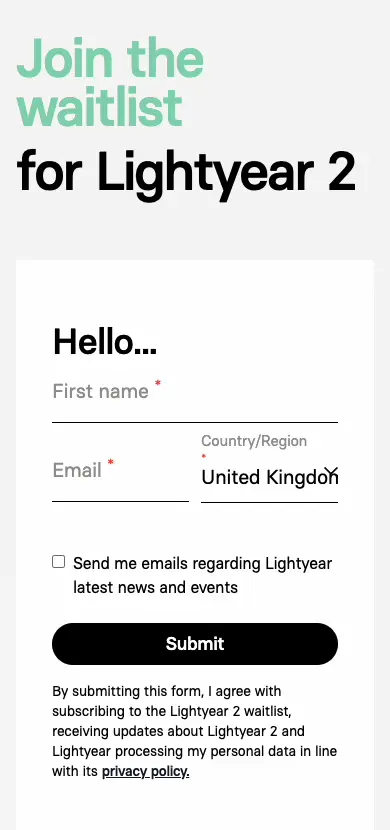 Join the
waitlist
for Lightyear 2
Hello...
First name *
Country/Region
*
Email *
United Kingdom
Send me emails regarding Lightyear
latest news and events
Submit
By submitting this form, I agree with
subscribing to the Lightyear 2 waitlist,
receiving updates about Lightyear 2 and
Lightyear processing my personal data in line
with its privacy policy.